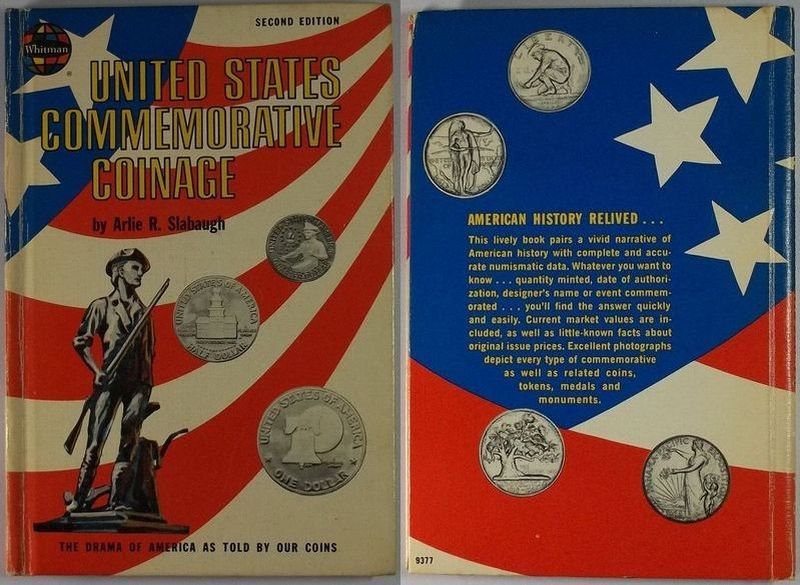 SECOND EDITION
Whitman
®
UNITED STATES
COMMEMORATIVE
COINAGE
by Arlie R. Slabaugh
UNITED STATES OF AMERICA
HALF DOLLAR
UNITED STATES OF AMERICA
ONE DOLLAR
THE DRAMA OF AMERICA AS TOLD BY OUR COINS
LIBERTY
AMERICAN HISTORY RELIVED . . .
This lively book pairs a vivid narrative of
American history with complete and accu-
rate numismatic data. Whatever you want to
know . . . quantity minted, date of authori-
zation, designer's name or event commem-
orated . . . you'll find the answer quickly
and easily. Current market values are in-
cluded, as well as little-known facts about
original issue prices. Excellent photographs
depict every type of commemorative
as well as related coins,
tokens, medals and
monuments.
9377